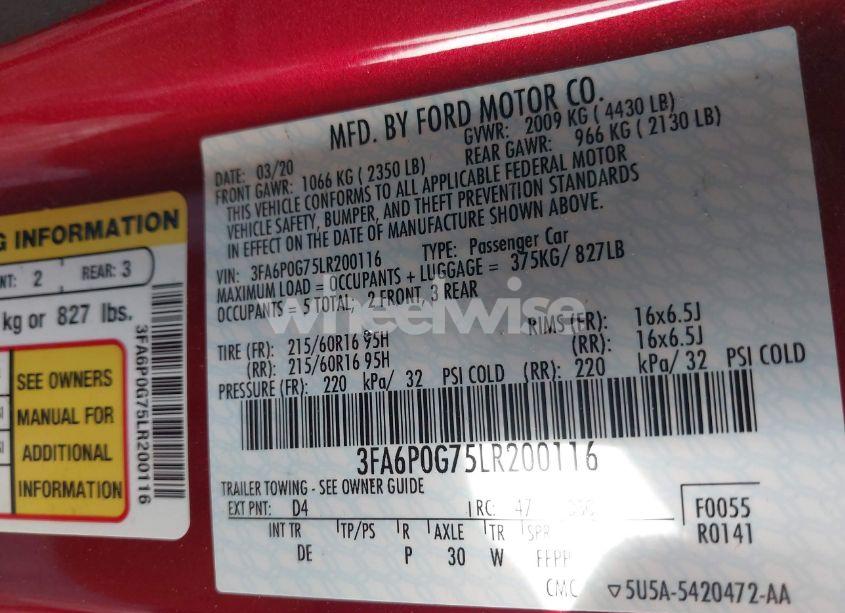 MFD. BY FORD MOTOR CO.
DATE: 03/20 GVWR: 2009 KG ( 4430 LB)
FRONT GAWR: 1066 KG ( 2350 LB) REAR GAWR: 966 KG ( 2130 LB)
THIS VEHICLE CONFORMS TO ALL APPLICABLE FEDERAL MOTOR
VEHICLE SAFETY, BUMPER, AND THEFT PREVENTION STANDARDS
IN EFFECT ON THE DATE OF MANUFACTURE SHOWN ABOVE.
VIN: 3FA6P0G75LR200116 TYPE: Passenger Car
MAXIMUM LOAD = OCCUPANTS + LUGGAGE = 375KG/ 827LB
OCCUPANTS = 5 TOTAL; 2 FRONT, 3 REAR
TIRE (FR): 215/60R16 95H RIMS (FR): 16x6.5J
(RR): 215/60R16 95H (RR): 16x6.5J
PRESSURE (FR): 220 kPa/ 32 PSI COLD (RR): 220 kPa/ 32 PSI COLD
3FA6P0G75LR200116
TRAILER TOWING - SEE OWNER GUIDE
EXT PNT: D4 RC: 47 F0055
R0141
INT TR TP/PS R AXLE TR SPR
DE P 30 W
CMC 5U5A-5420472-AA
G INFORMATION
NT: 2 REAR: 3
kg or 827 lbs.
SEE OWNERS
MANUAL FOR
ADDITIONAL
INFORMATION
3FA6P0G75LR200116
wheelwise